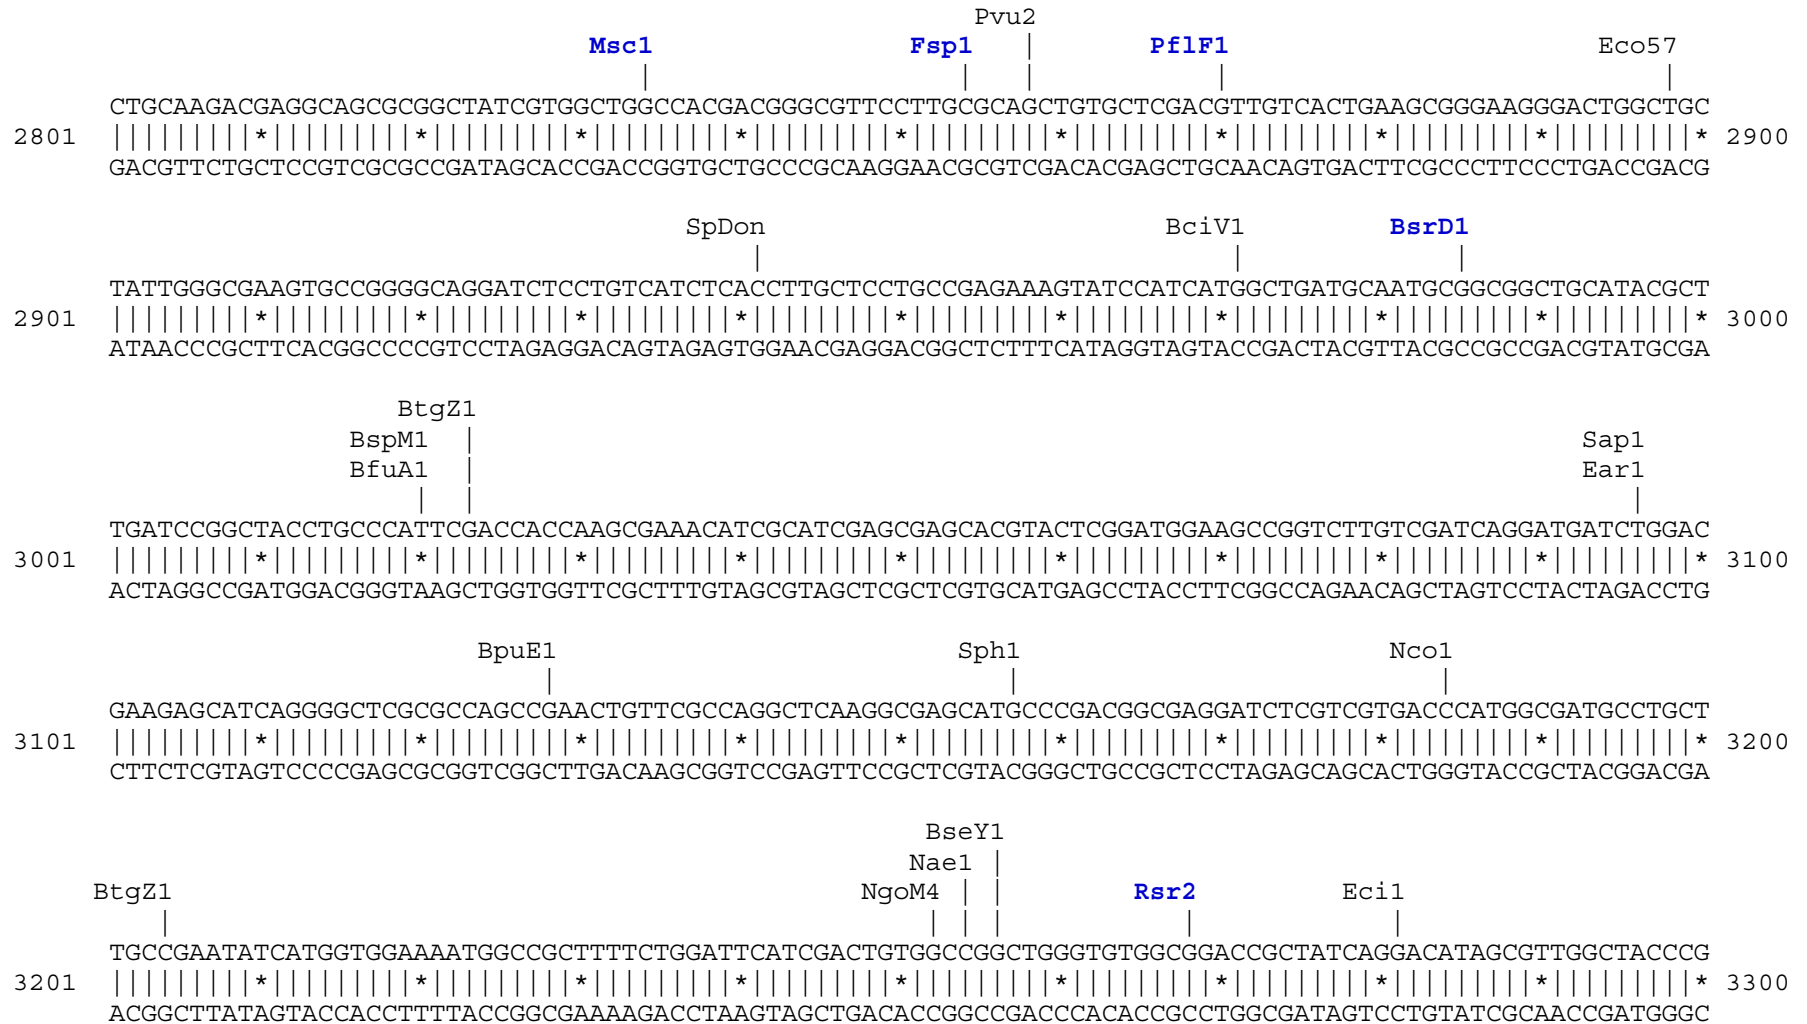 Pvu2
Msc1 Fsp1 | PflF1 Eco57
| | | | |
CTGCAAGACGAGGCAGCGCGGCTATCGTGGCTGGCCACGACGGGCGTTCCTTGCGCAGCTGTGCTCGACGTTGTCACTGAAGCGGGAAGGGACTGGCTGC
2801 |||||||||*|||||||||*|||||||||*|||||||||*|||||||||*|||||||||*|||||||||*|||||||||*|||||||||*|||||||||* 2900
GACGTTCTGCTCCGTCGCGCCGATAGCACCGACCGGTGCTGCCCGCAAGGAACGCGTCGACACGAGCTGCAACAGTGACTTCGCCCTTCCCTGACCGACG
SpDon BciV1 BsrD1
| | |
TATTGGGCGAAGTGCCGGGGCAGGATCTCCTGTCATCTCACCTTGCTCCTGCCGAGAAAGTATCCATCATGGCTGATGCAATGCGGCGGCTGCATACGCT
2901 |||||||||*|||||||||*|||||||||*|||||||||*|||||||||*|||||||||*|||||||||*|||||||||*|||||||||*|||||||||* 3000
ATAACCCGCTTCACGGCCCCGTCCTAGAGGACAGTAGAGTGGAACGAGGACGGCTCTTTCATAGGTAGTACCGACTACGTTACGCCGCCGACGTATGCGA
BtgZ1
BspM1 | Sap1
BfuA1 | Ear1
| | |
TGATCCGGCTACCTGCCCATTCGACCACCAAGCGAAACATCGCATCGAGCGAGCACGTACTCGGATGGAAGCCGGTCTTGTCGATCAGGATGATCTGGAC
3001 |||||||||*|||||||||*|||||||||*|||||||||*|||||||||*|||||||||*|||||||||*|||||||||*|||||||||*|||||||||* 3100
ACTAGGCCGATGGACGGGTAAGCTGGTGGTTCGCTTTGTAGCGTAGCTCGCTCGTGCATGAGCCTACCTTCGGCCAGAACAGCTAGTCCTACTAGACCTG
BpuE1 Sph1 Nco1
| | |
GAAGAGCATCAGGGGCTCGCGCCAGCCGAACTGTTCGCCAGGCTCAAGGCGAGCATGCCCGACGGCGAGGATCTCGTCGTGACCCATGGCGATGCCTGCT
3101 |||||||||*|||||||||*|||||||||*|||||||||*|||||||||*|||||||||*|||||||||*|||||||||*|||||||||*|||||||||* 3200
CTTCTCGTAGTCCCCGAGCGCGGTCGGCTTGACAAGCGGTCCGAGTTCCGCTCGTACGGGCTGCCGCTCCTAGAGCAGCACTGGGTACCGCTACGGACGA
BseY1
Nae1 |
BtgZ1 NgoM4 | | Rsr2 Eci1
| | | | | |
TGCCGAATATCATGGTGGAAAATGGCCGCTTTTCTGGATTCATCGACTGTGGCCGGCTGGGTGTGGCGGACCGCTATCAGGACATAGCGTTGGCTACCCG
3201 |||||||||*|||||||||*|||||||||*|||||||||*|||||||||*|||||||||*|||||||||*|||||||||*|||||||||*|||||||||* 3300
ACGGCTTATAGTACCACCTTTTACCGGCGAAAAGACCTAAGTAGCTGACACCGGCCGACCCACACCGCCTGGCGATAGTCCTGTATCGCAACCGATGGGC